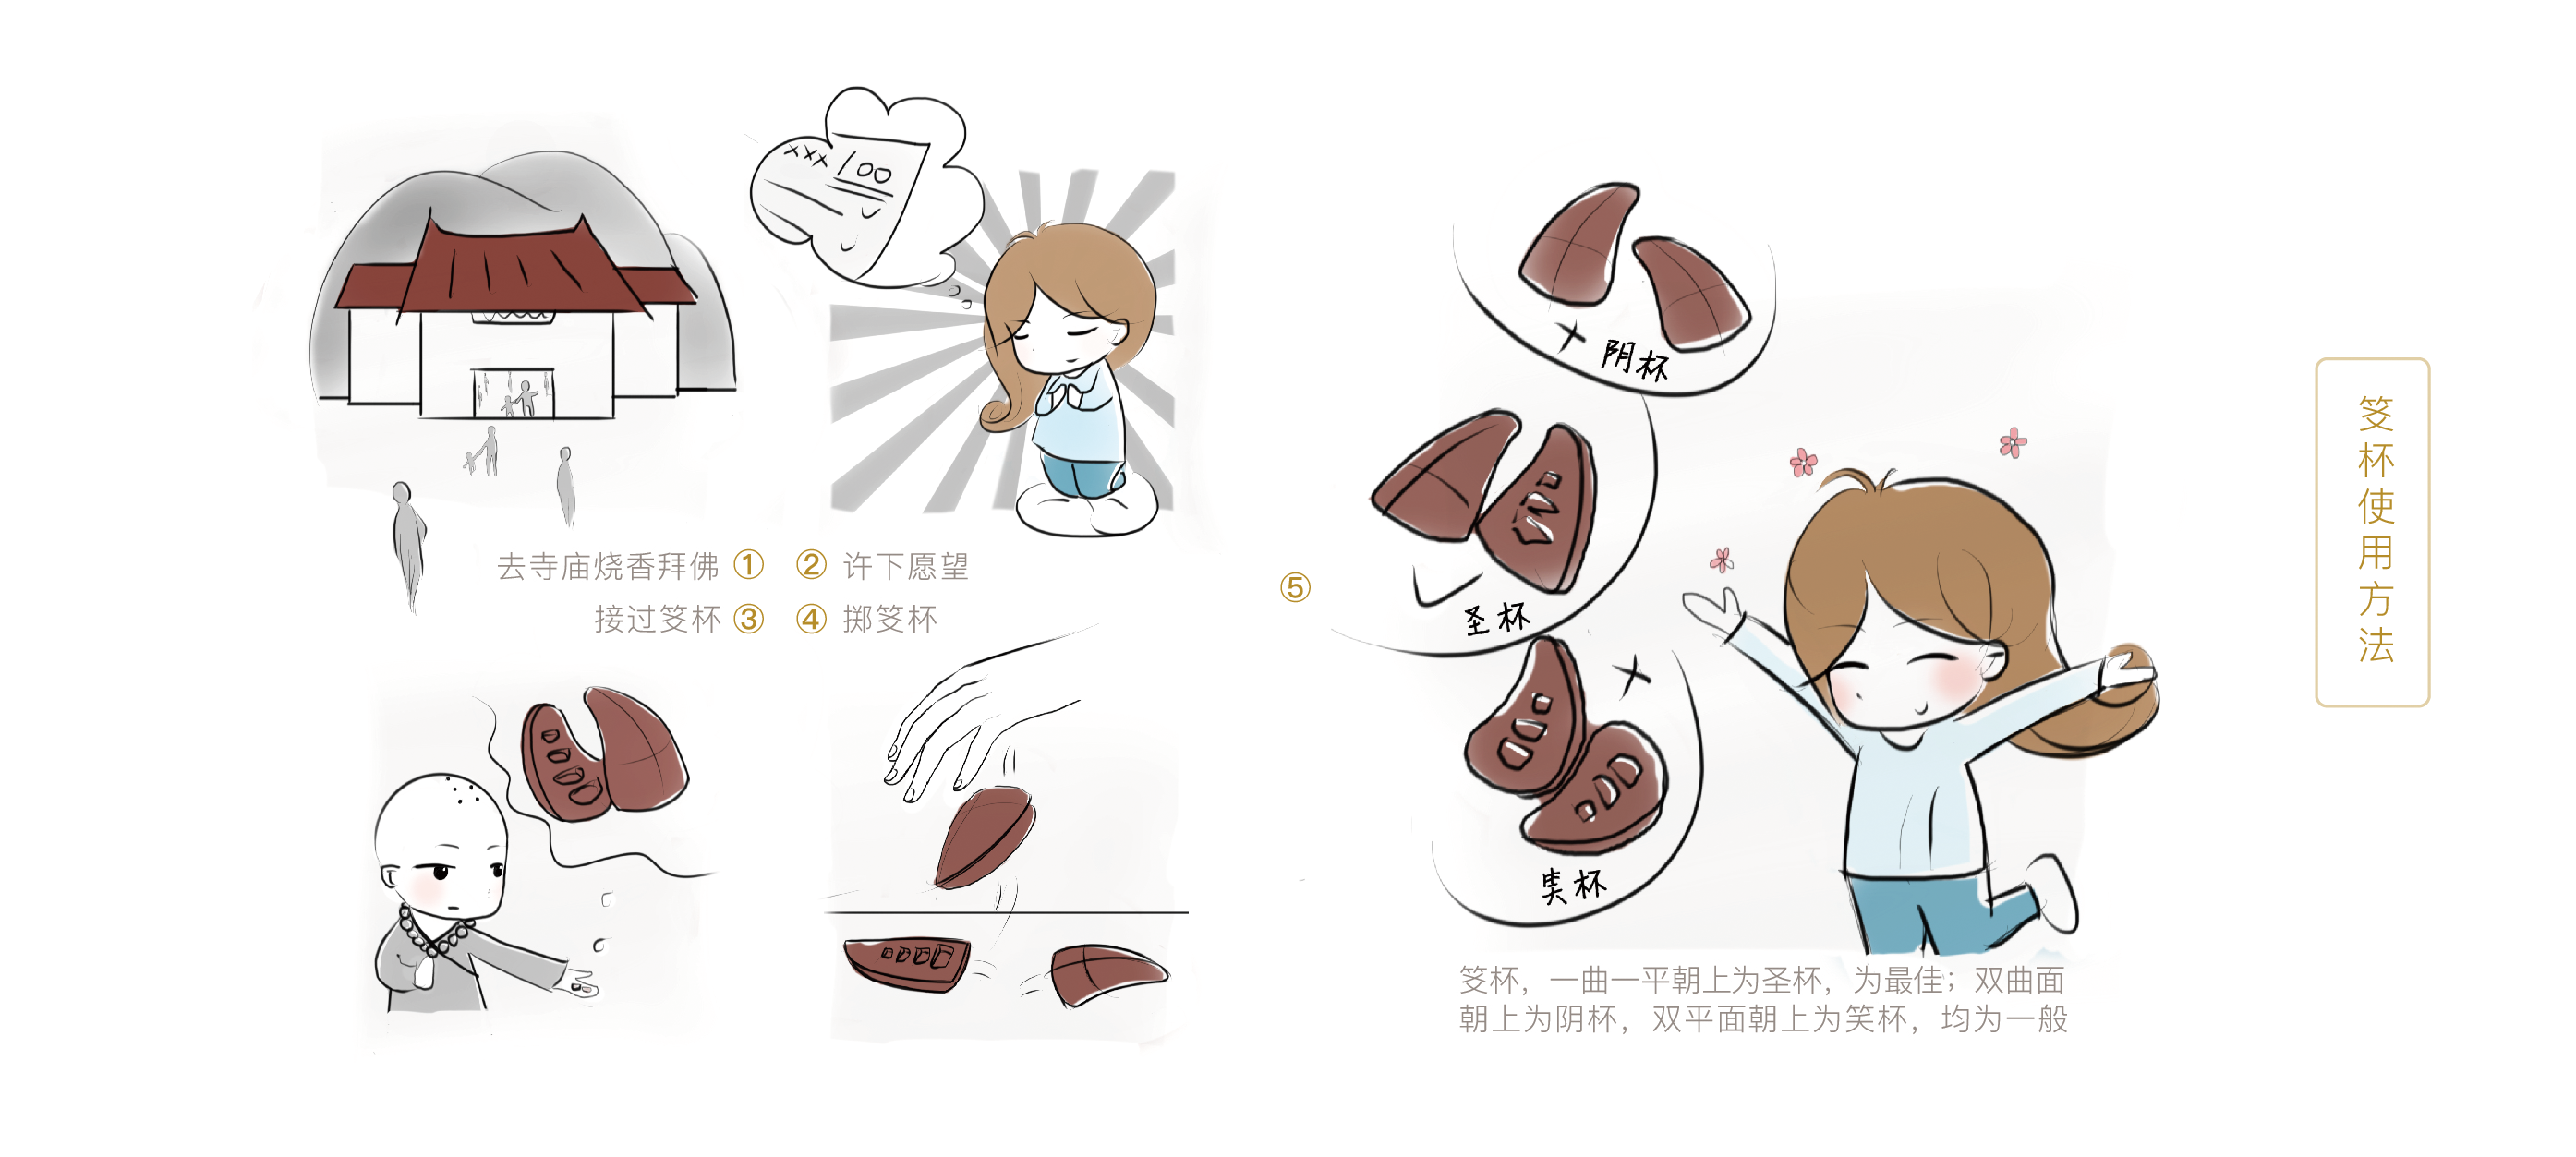 ×××
100
去寺庙烧香拜佛 ①
② 许下愿望
接过筊杯 ③
④ 掷筊杯
⑤
阴杯
圣杯
杯
筊杯，一曲一平朝上为圣杯，为最佳；双曲面
朝上为阴杯，双平面朝上为笑杯，均为一般
筊杯使用方法